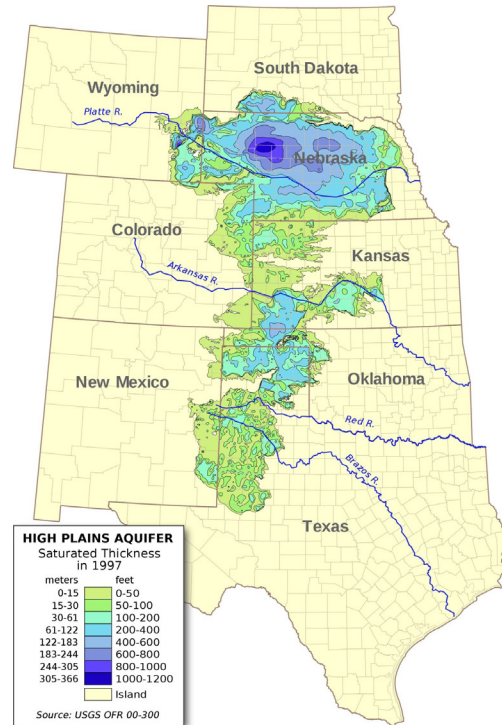 South Dakota
Wyoming
Platte R.
Nebraska
Colorado
Kansas
Arkansas R.
New Mexico
Oklahoma
Red R.
Brazos R.
Texas
HIGH PLAINS AQUIFER
Saturated Thickness
in 1997
meters feet
0-15 0-50
15-30 50-100
30-61 100-200
61-122 200-400
122-183 400-600
183-244 600-800
244-305 800-1000
305-366 1000-1200
Island
Source: USGS OFR 00-300